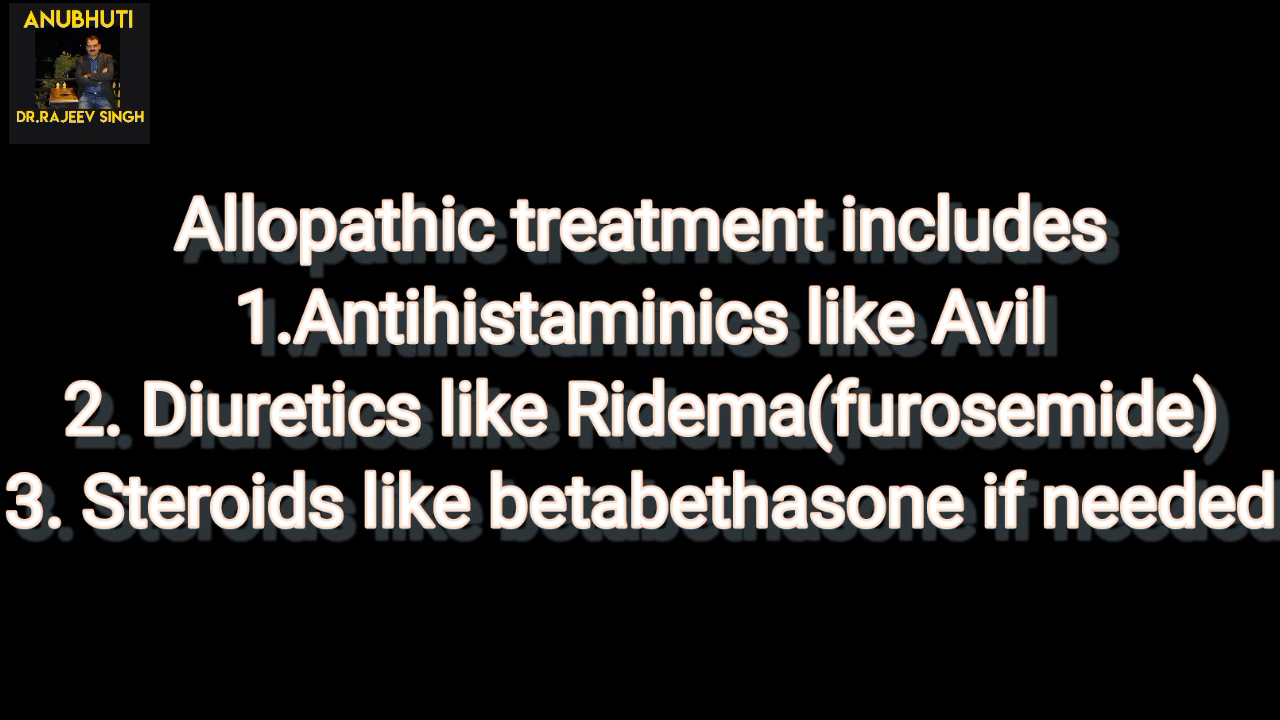 ANUBHUTI
DR.RAJEEV SINGH
Allopathic treatment includes
1.Antihistaminics like Avil
2. Diuretics like Ridema(furosemide)
3. Steroids like betabethasone if needed